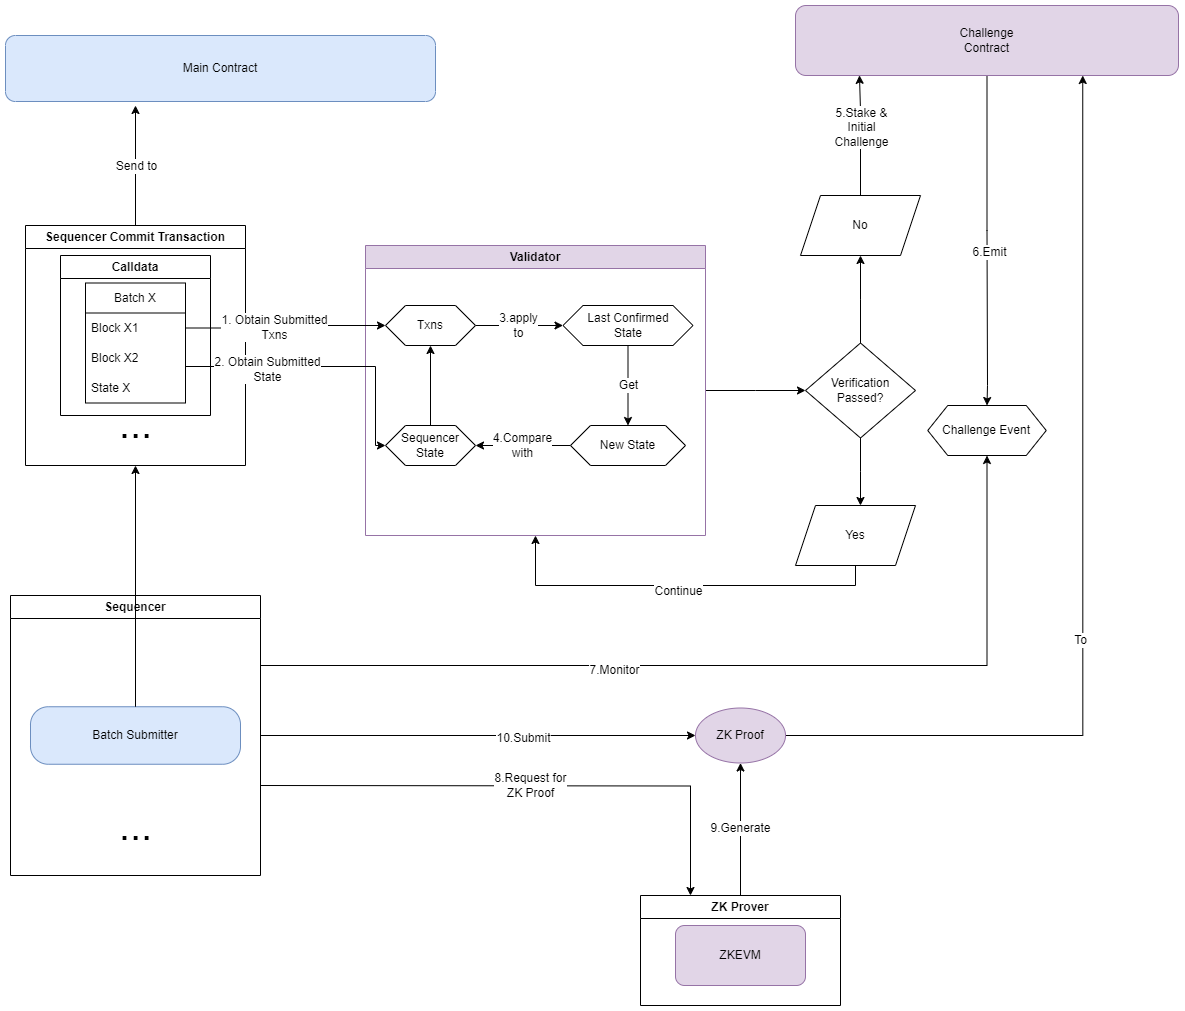 Challenge
Contract
Main Contract
5.Stake &
Initial
Challenge
Send to
No
Sequencer Commit Transaction
6.Emit
Validator
Calldata
Batch X
Block X1
Block X2
State X
...
1. Obtain Submitted
Txns
2. Obtain Submitted
State
Txns
3.apply
to
Last Confirmed
State
Get
Sequencer
State
4.Compare
with
New State
Verification
Passed?
Challenge Event
Yes
Continue
Sequencer
To
7.Monitor
Batch Submitter
10.Submit
ZK Proof
8.Request for
ZK Proof
9.Generate
...
ZK Prover
ZKEVM